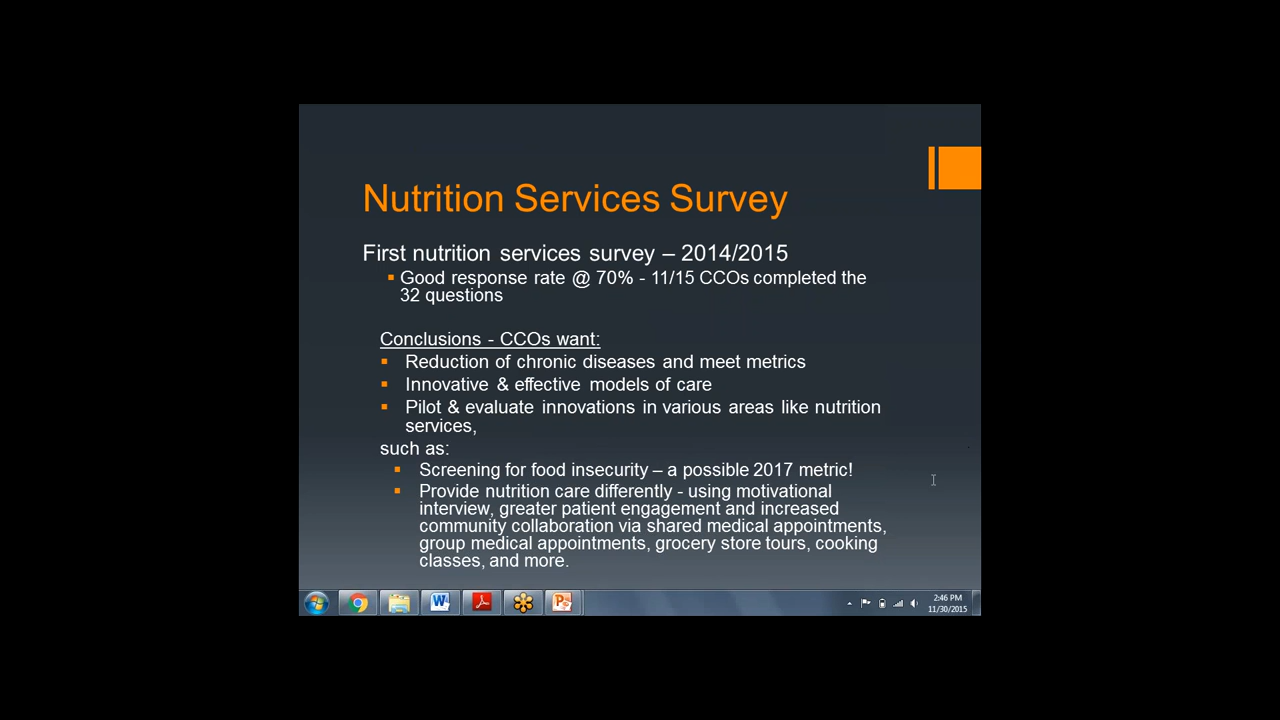 Nutrition Services Survey
First nutrition services survey – 2014/2015
Good response rate @ 70% - 11/15 CCOs completed the
32 questions
Conclusions - CCOs want:
Reduction of chronic diseases and meet metrics
Innovative & effective models of care
Pilot & evaluate innovations in various areas like nutrition
services,
such as:
Screening for food insecurity – a possible 2017 metric!
Provide nutrition care differently - using motivational
interview, greater patient engagement and increased
community collaboration via shared medical appointments,
group medical appointments, grocery store tours, cooking
classes, and more.
2:46 PM
11/30/2015